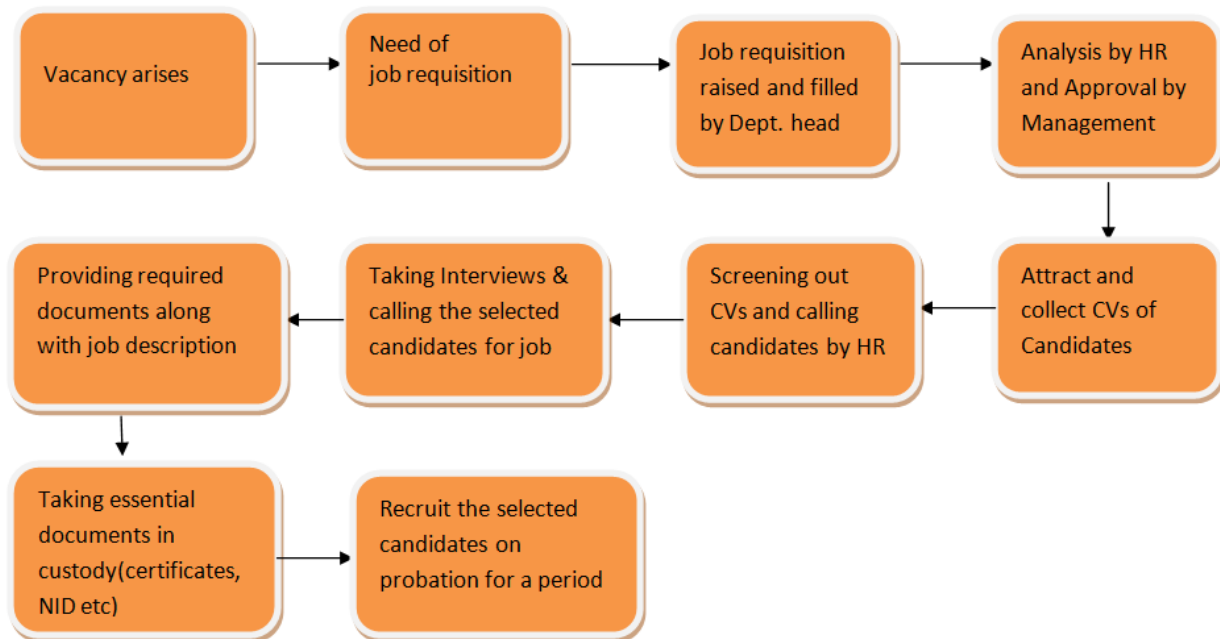 Vacancy arises
Need of
job requisition
Job requisition
raised and filled
by Dept. head
Analysis by HR
and Approval by
Management
Attract and
collect CVs of
Candidates
Screening out
CVs and calling
candidates by HR
Taking Interviews &
calling the selected
candidates for job
Providing required
documents along
with job description
Taking essential
documents in
custody(certificates,
NID etc)
Recruit the selected
candidates on
probation for a period